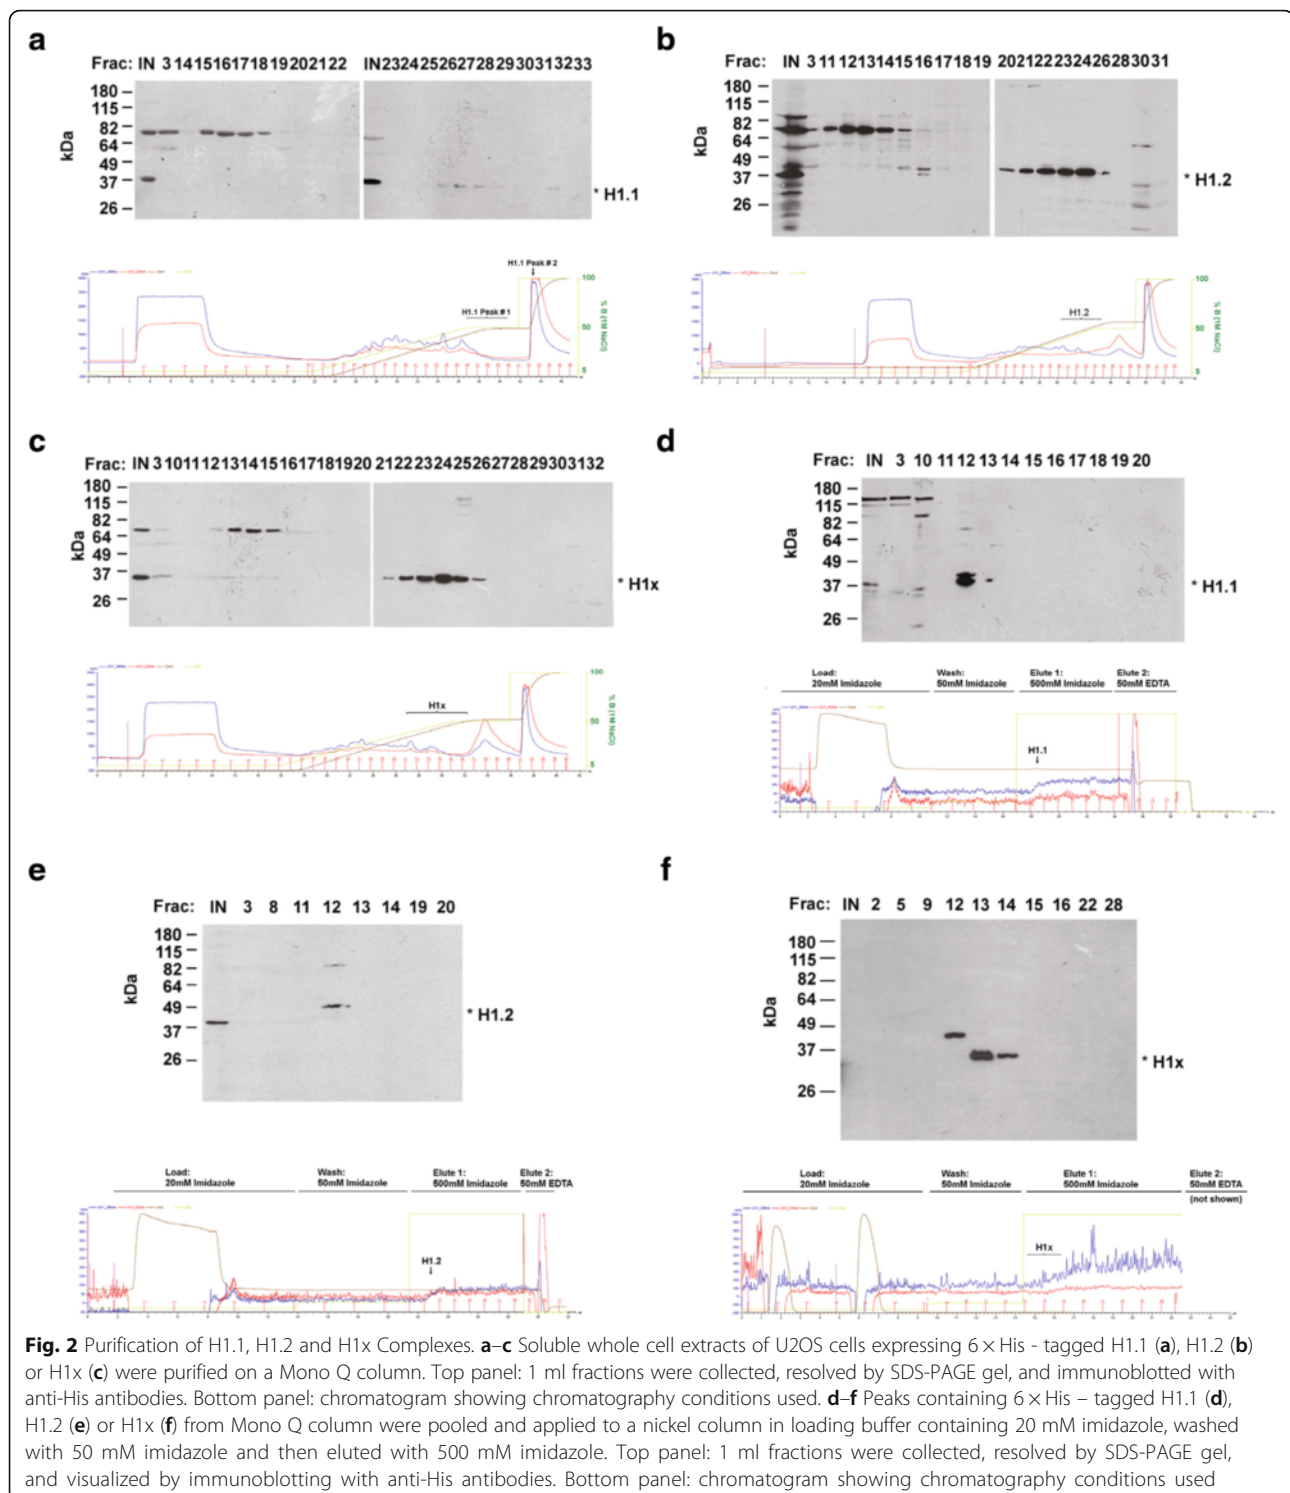 a
Frac: IN 3 14 15 16 17 18 19 20 21 22 IN 23 24 25 26 27 28 29 30 31 32 33
kDa
180
115
82
64
49
37
26
* H1.1
H1.1 Peak # 2
H1.1 Peak # 1
100
50
5
% B (1M NaCl)
b
Frac: IN 3 11 12 13 14 15 16 17 18 19 20 21 22 23 24 26 28 30 31
kDa
180
115
82
64
49
37
26
* H1.2
H1.2
100
50
5
% B (1M NaCl)
c
Frac: IN 3 10 11 12 13 14 15 16 17 18 19 20 21 22 23 24 25 26 27 28 29 30 31 32
kDa
180
115
82
64
49
37
26
* H1x
H1x
100
50
5
% B (1M NaCl)
d
Frac: IN 3 10 11 12 13 14 15 16 17 18 19 20
kDa
180
115
82
64
49
37
26
* H1.1
Load: 20mM Imidazole
Wash: 50mM Imidazole
Elute 1: 500mM Imidazole
Elute 2: 50mM EDTA
H1.1
e
Frac: IN 3 8 11 12 13 14 19 20
kDa
180
115
82
64
49
37
26
* H1.2
Load: 20mM Imidazole
Wash: 50mM Imidazole
Elute 1: 500mM Imidazole
Elute 2: 50mM EDTA
H1.2
f
Frac: IN 2 5 9 12 13 14 15 16 22 28
kDa
180
115
82
64
49
37
26
* H1x
Load: 20mM Imidazole
Wash: 50mM Imidazole
Elute 1: 500mM Imidazole
Elute 2: 50mM EDTA
(not shown)
H1x
Fig. 2 Purification of H1.1, H1.2 and H1x Complexes. a–c Soluble whole cell extracts of U2OS cells expressing 6 × His - tagged H1.1 (a), H1.2 (b)
or H1x (c) were purified on a Mono Q column. Top panel: 1 ml fractions were collected, resolved by SDS-PAGE gel, and immunoblotted with
anti-His antibodies. Bottom panel: chromatogram showing chromatography conditions used. d–f Peaks containing 6 × His – tagged H1.1 (d),
H1.2 (e) or H1x (f) from Mono Q column were pooled and applied to a nickel column in loading buffer containing 20 mM imidazole, washed
with 50 mM imidazole and then eluted with 500 mM imidazole. Top panel: 1 ml fractions were collected, resolved by SDS-PAGE gel,
and visualized by immunoblotting with anti-His antibodies. Bottom panel: chromatogram showing chromatography conditions used